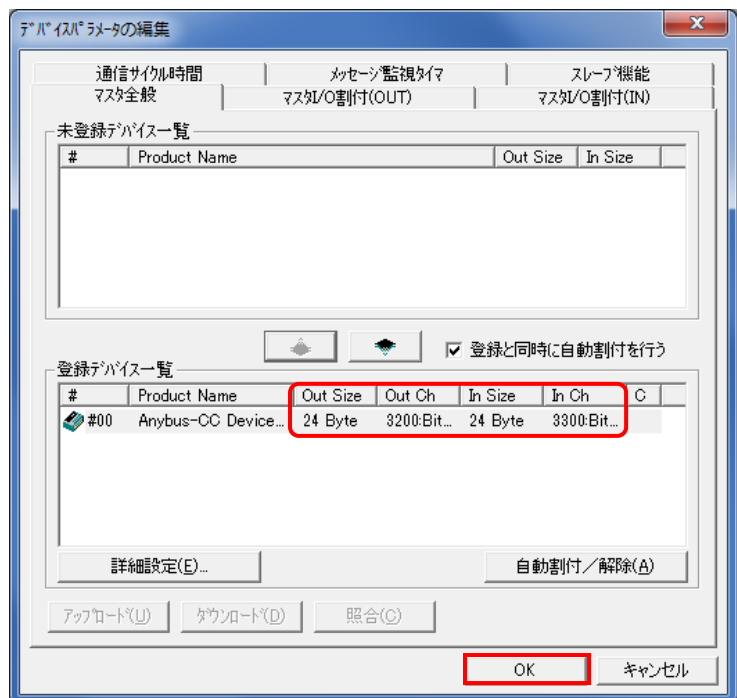 ﾃﾞﾊﾞｲｽﾊﾟﾗﾒｰﾀの編集
通信ｻｲｸﾙ時間 ﾒｯｾｰｼﾞ監視ﾀｲﾏ ｽﾚｰﾌﾞ機能
ﾏｽﾀ全般 ﾏｽﾀI/O割付(OUT) ﾏｽﾀI/O割付(IN)
未登録ﾃﾞﾊﾞｲｽ一覧
# Product Name Out Size In Size
登録と同時に自動割付を行う
登録ﾃﾞﾊﾞｲｽ一覧
# Product Name Out Size Out Ch In Size In Ch C
#00 Anybus-CC Device... 24 Byte 3200:Bit... 24 Byte 3300:Bit...
詳細設定(E)... 自動割付／解除(A)
ｱｯﾌﾟﾛｰﾄﾞ(U) ﾀﾞｳﾝﾛｰﾄﾞ(D) 照合(C)
OK ｷｬﾝｾﾙ